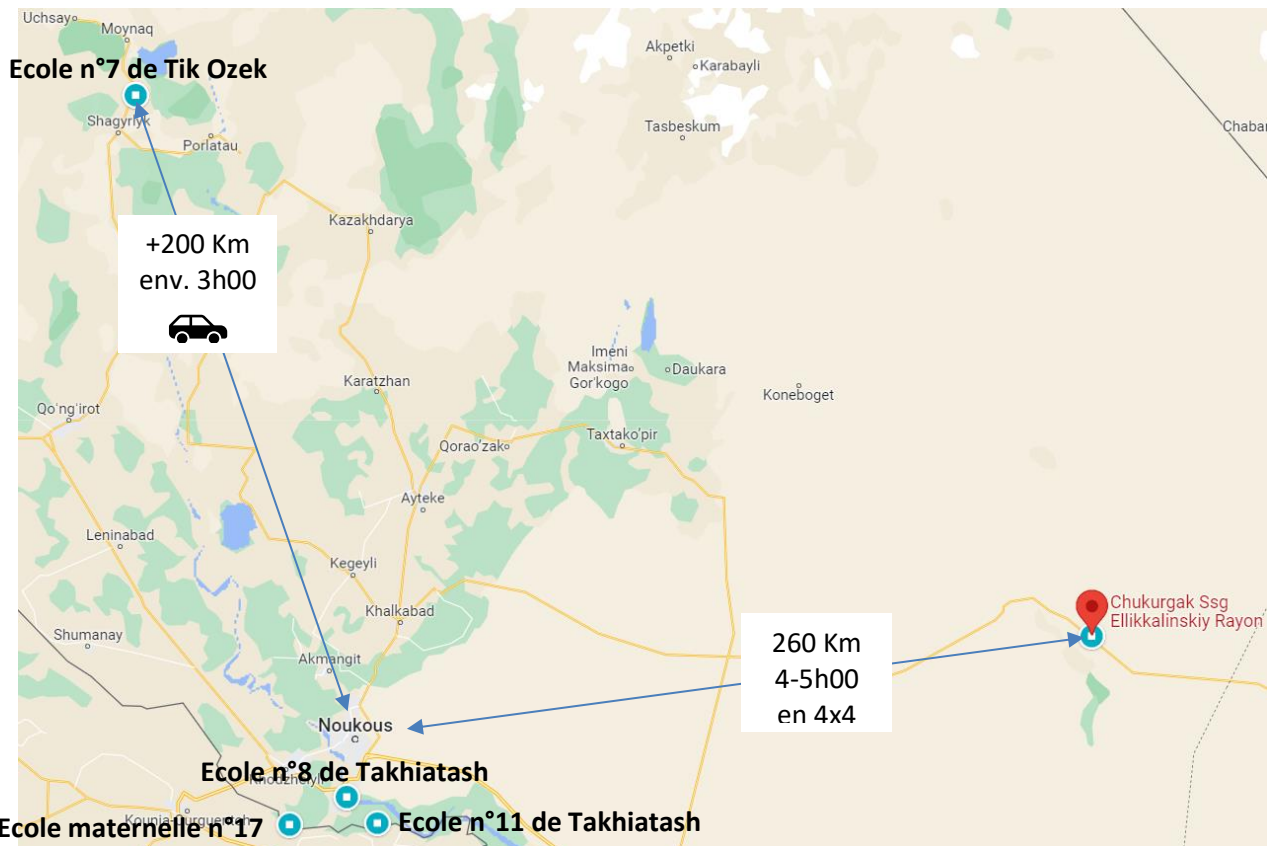 Uchsay
Moynaq
Ecole n°7 de Tik Ozek
Shagyrlyk
Porlatau
Akpetki
Karabayli
Tasbeskum
Kazakhdarya
+200 Km
env. 3h00
Imeni
Maksima
Gor'kogo
Daukara
Karatzhan
Koneboget
Qo'ng'irot
Qorao'zak
Taxtako'pir
Ayteke
Leninabad
Kegeyli
Khalkabad
Chukurgak Ssg
Ellikkalinskiy Rayon
Shumanay
Akmangit
260 Km
4-5h00
en 4x4
Noukous
Ecole n°8 de Takhiatash
Ecole maternelle n°17
Ecole n°11 de Takhiatash